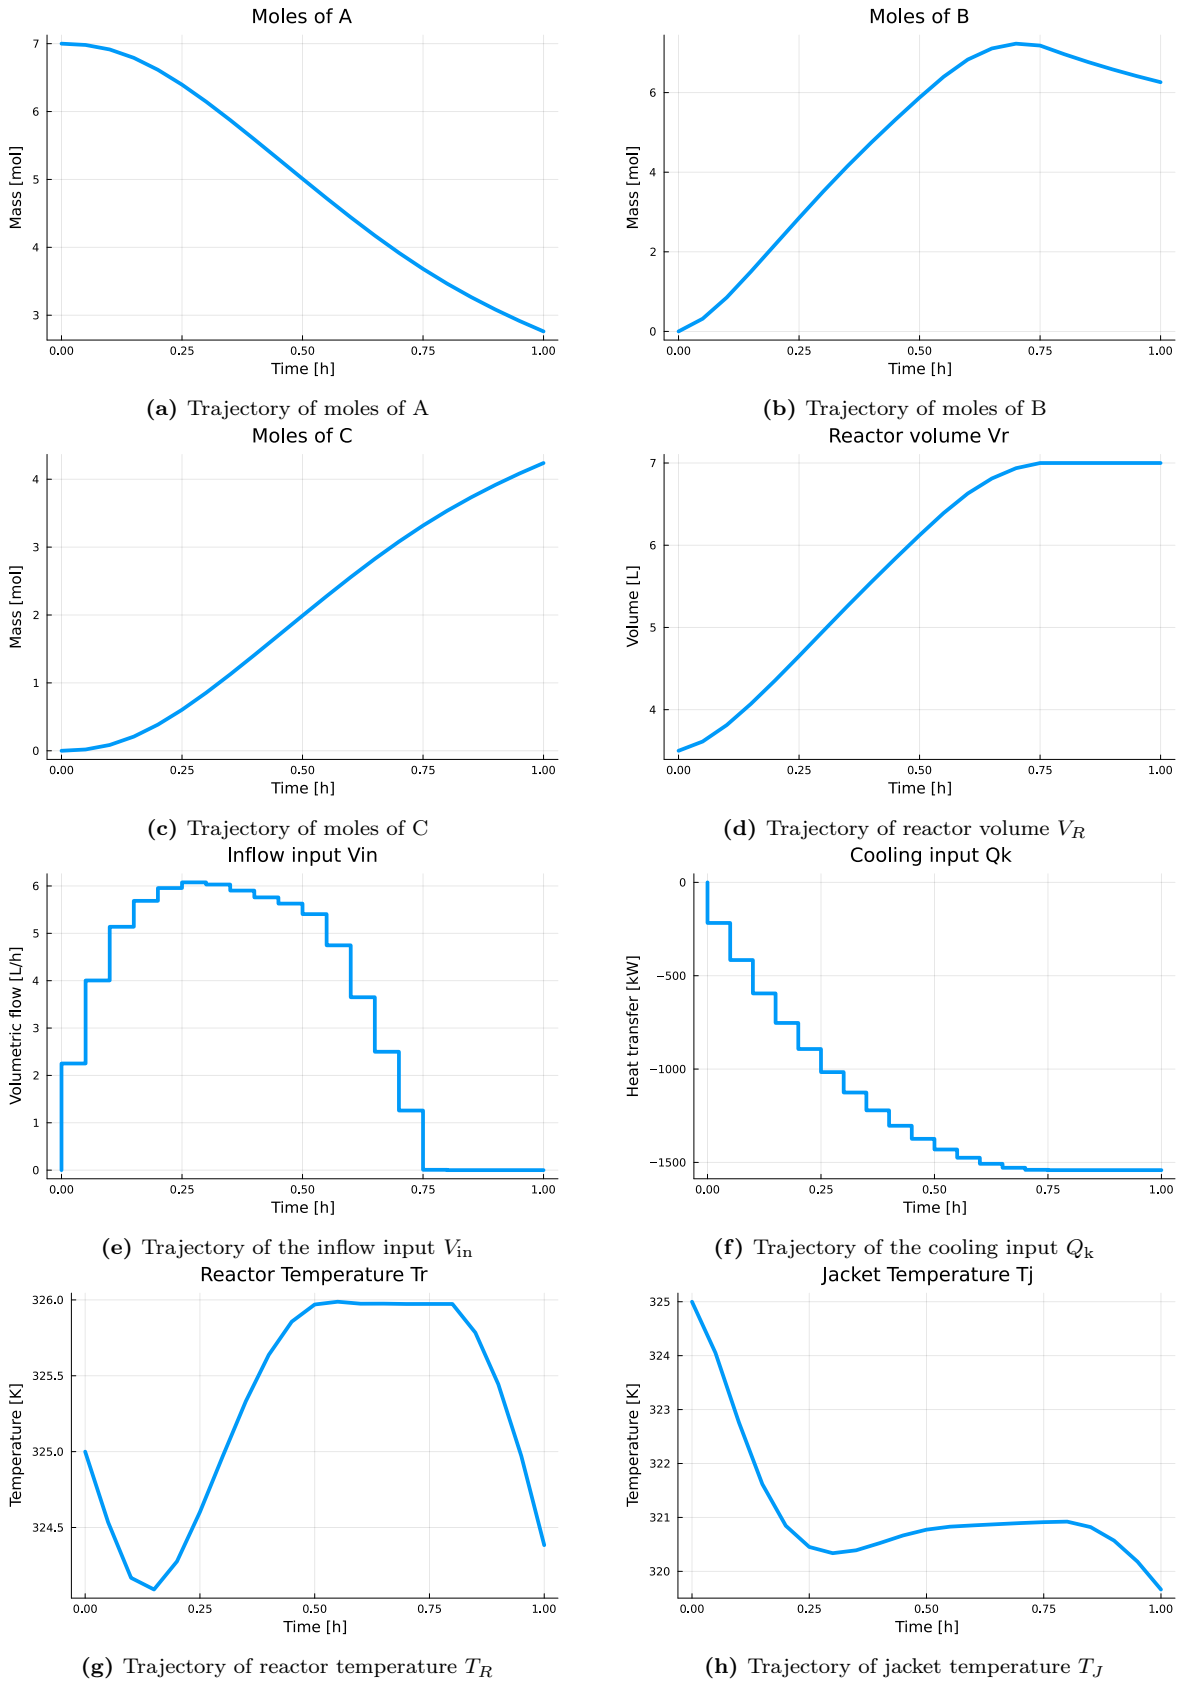 Moles of A
Moles of B
7
6
5
4
3
Mass [mol]
0.00 0.25 0.50 0.75 1.00
Time [h]
6
4
2
0
Mass [mol]
0.00 0.25 0.50 0.75 1.00
Time [h]
(a) Trajectory of moles of A
(b) Trajectory of moles of B
Moles of C
Reactor volume Vr
4
3
2
1
0
Mass [mol]
0.00 0.25 0.50 0.75 1.00
Time [h]
7
6
5
4
Volume [L]
0.00 0.25 0.50 0.75 1.00
Time [h]
(c) Trajectory of moles of C
(d) Trajectory of reactor volume V_R
Inflow input Vin
Cooling input Qk
6
5
4
3
2
1
0
Volumetric flow [L/h]
0.00 0.25 0.50 0.75 1.00
Time [h]
0
−500
−1000
−1500
Heat transfer [kW]
0.00 0.25 0.50 0.75 1.00
Time [h]
(e) Trajectory of the inflow input V_in
(f) Trajectory of the cooling input Q_k
Reactor Temperature Tr
Jacket Temperature Tj
326.0
325.5
325.0
324.5
Temperature [K]
0.00 0.25 0.50 0.75 1.00
Time [h]
325
324
323
322
321
320
Temperature [K]
0.00 0.25 0.50 0.75 1.00
Time [h]
(g) Trajectory of reactor temperature T_R
(h) Trajectory of jacket temperature T_J